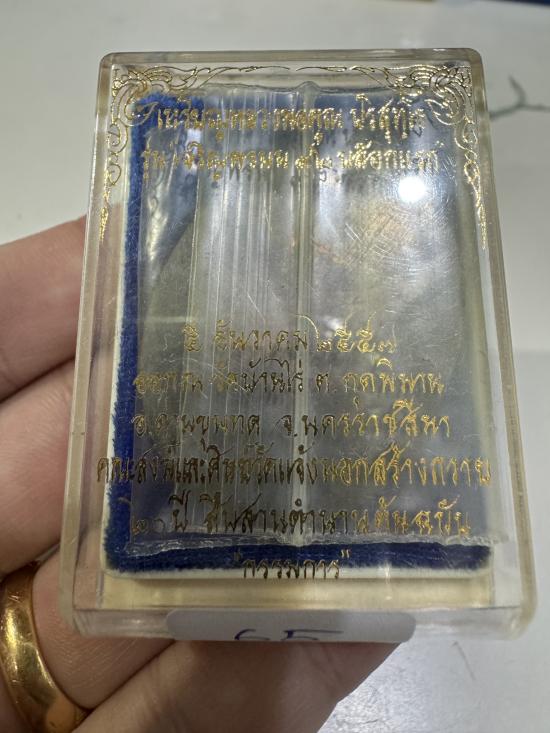 เหรียญหลวงพ่อคูณ ปริสุทโธ
รุ่น เจริญพรบน ๙๒ บล็อกแรก
๕ ธันวาคม ๒๕๕๗
ออกวัดบ้านไร่ ต.กุดพิมาน
อ.ด่านขุนทด จ.นครราชสีมา
คณะสงฆ์และศิษย์วัดแจ้งนอกสร้างถวาย
๒๐ ปี สืบสานตำนานต้นฉบับ
"กรรมการ"
65